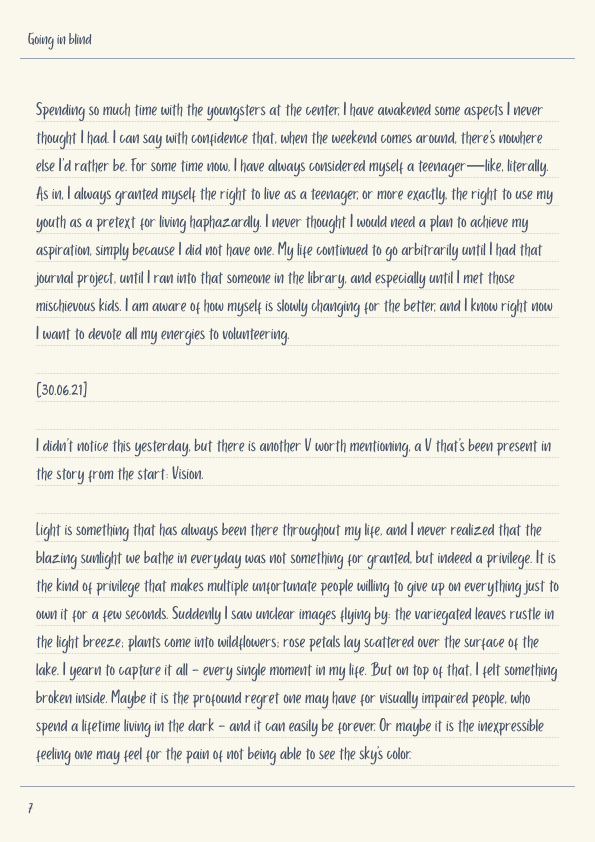 Going in blind
Spending so much time with the youngsters at the center, I have awakened some aspects I never
thought I had. I can say with confidence that, when the weekend comes around, there's nowhere
else I'd rather be. For some time now, I have always considered myself a teenager—like, literally.
As in, I always granted myself the right to live as a teenager, or more exactly, the right to use my
youth as a pretext for living haphazardly. I never thought I would need a plan to achieve my
aspiration, simply because I did not have one. My life continued to go arbitrarily until I had that
journal project, until I ran into that someone in the library, and especially until I met those
mischievous kids. I am aware of how myself is slowly changing for the better, and I know right now
I want to devote all my energies to volunteering.
[30.06.21]
I didn't notice this yesterday, but there is another V worth mentioning, a V that's been present in
the story from the start: Vision.
Light is something that has always been there throughout my life, and I never realized that the
blazing sunlight we bathe in everyday was not something for granted, but indeed a privilege. It is
the kind of privilege that makes multiple unfortunate people willing to give up on everything just to
own it for a few seconds. Suddenly I saw unclear images flying by: the variegated leaves rustle in
the light breeze; plants come into wildflowers; rose petals lay scattered over the surface of the
lake. I yearn to capture it all – every single moment in my life. But on top of that, I felt something
broken inside. Maybe it is the profound regret one may have for visually impaired people, who
spend a lifetime living in the dark – and it can easily be forever. Or maybe it is the inexpressible
feeling one may feel for the pain of not being able to see the sky's color.
7